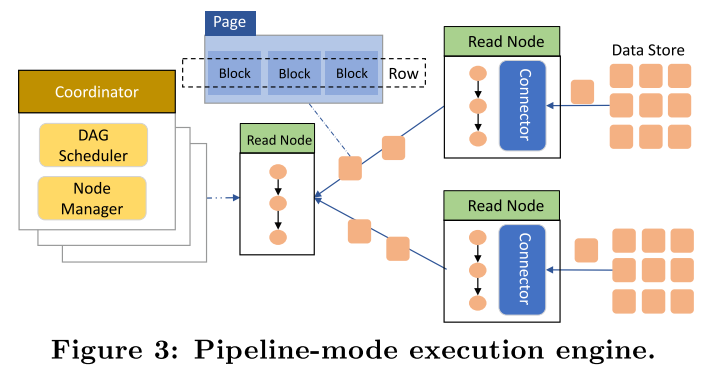 Page
Block
Block
Block
Row
Coordinator
DAG
Scheduler
Node
Manager
Read Node
Read Node
Connector
Data Store
Read Node
Connector
Figure 3: Pipeline-mode execution engine.